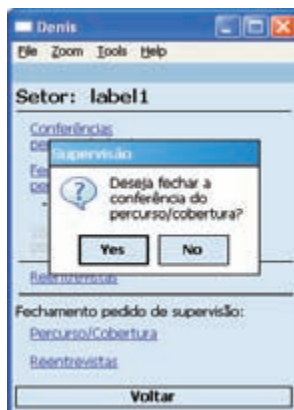 Denis
File Zoom Tools Help
Setor: label1
Conferências
Supervisão
Deseja fechar a
conferência do
percurso/cobertura?
Yes No
Reentrevistas
Fechamento pedido de supervisão:
Percurso/Cobertura
Reentrevistas
Voltar